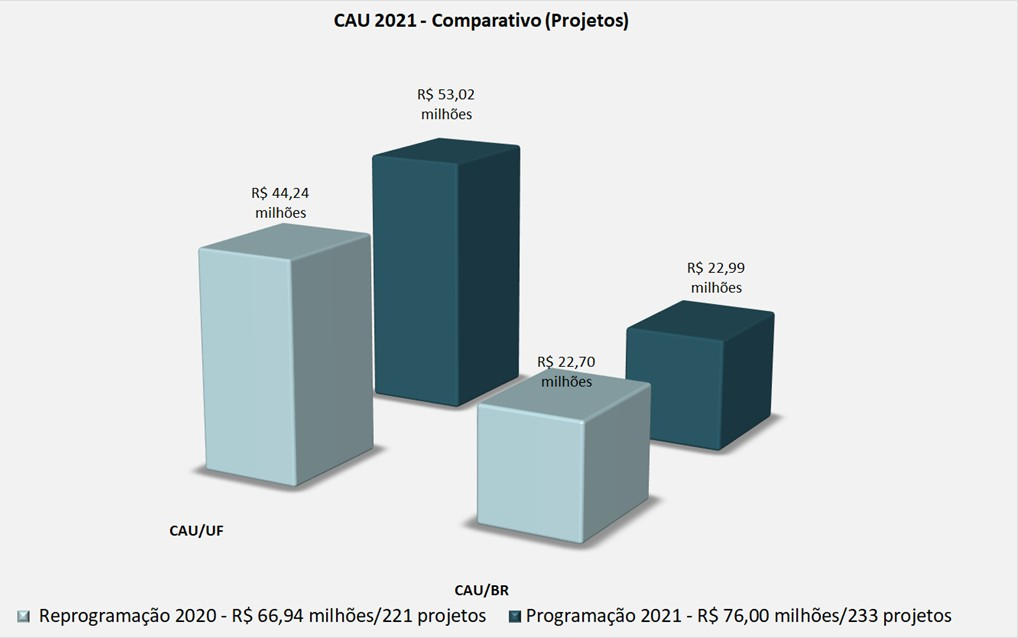 CAU 2021 - Comparativo (Projetos)
R$ 53,02
milhões
R$ 44,24
milhões
R$ 22,99
milhões
R$ 22,70
milhões
CAU/UF
CAU/BR
Reprogramação 2020 - R$ 66,94 milhões/221 projetos
Programação 2021 - R$ 76,00 milhões/233 projetos